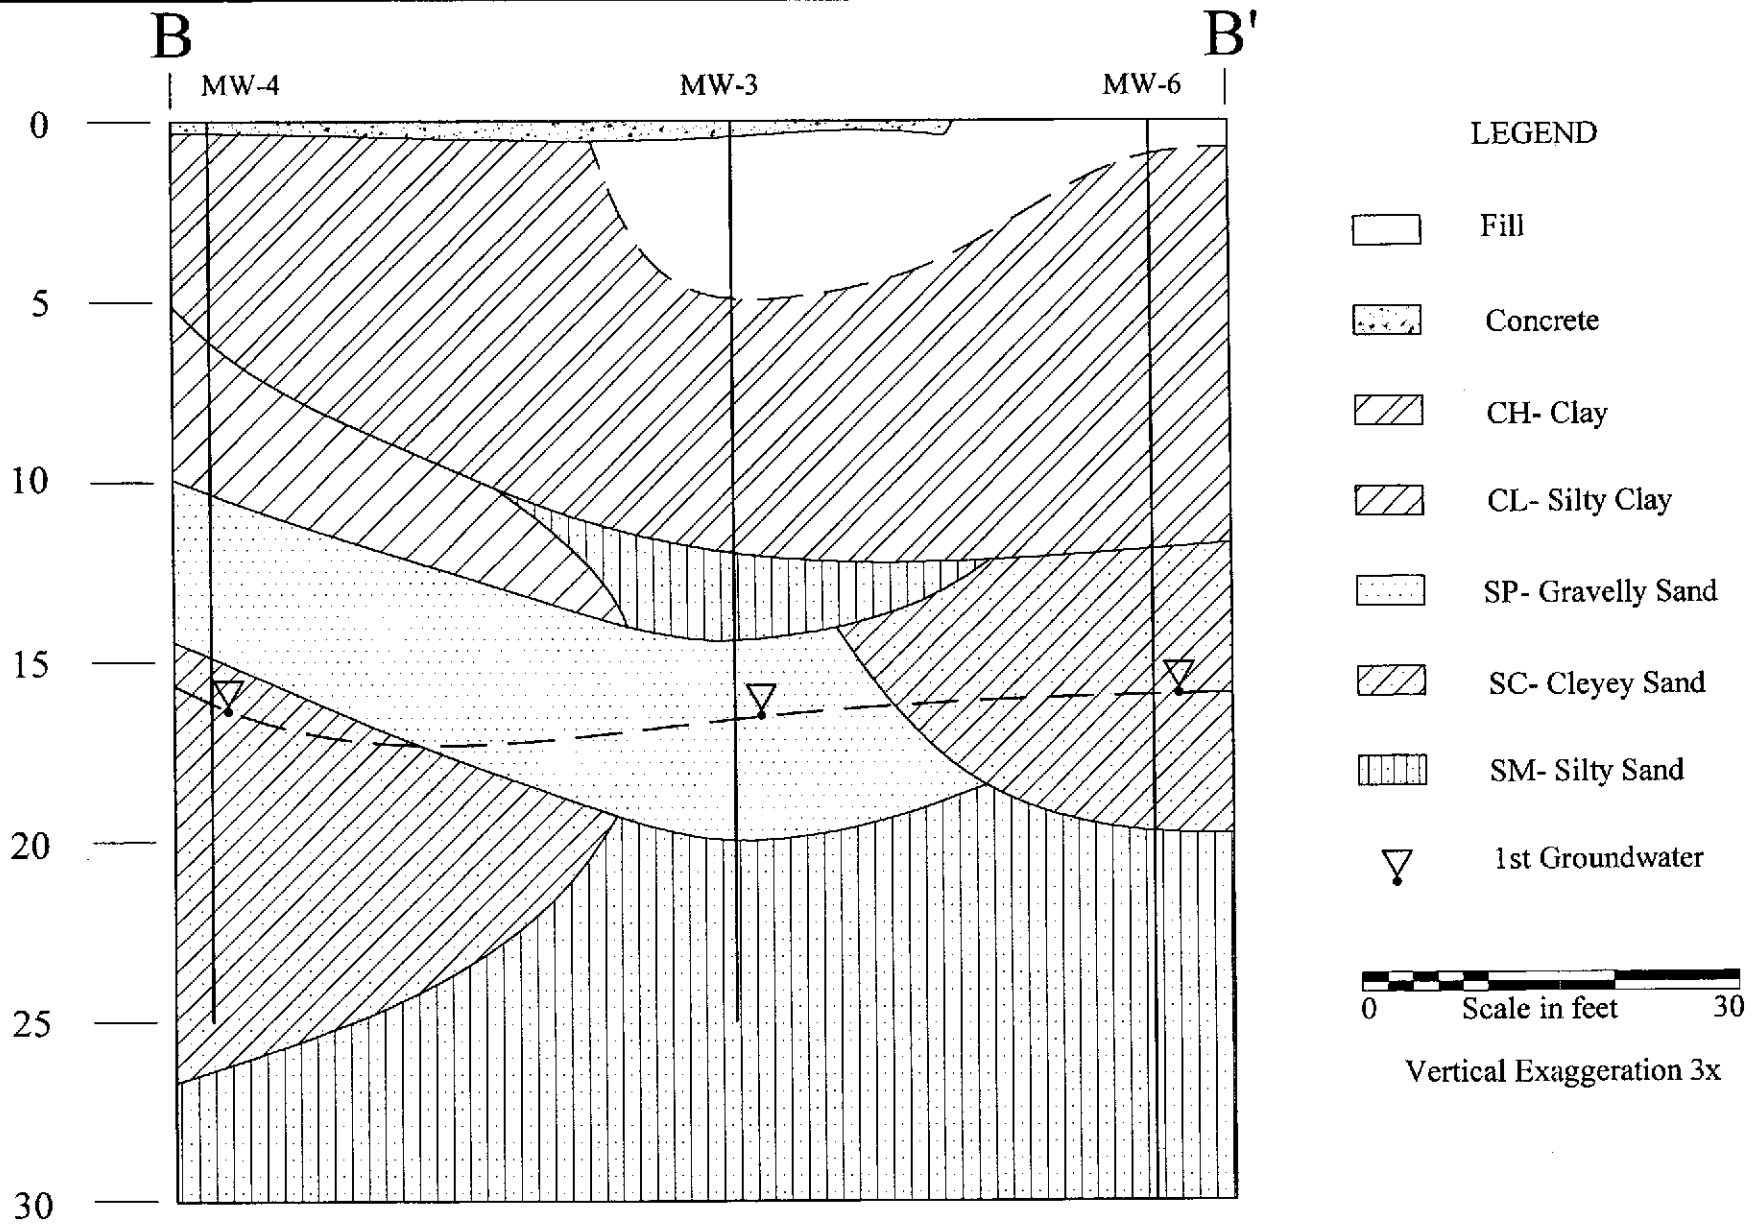 B
B'
MW-4
MW-3
MW-6
0
5
10
15
20
25
30
LEGEND
Fill
Concrete
CH- Clay
CL- Silty Clay
SP- Gravelly Sand
SC- Cleyey Sand
SM- Silty Sand
1st Groundwater
0 Scale in feet 30
Vertical Exaggeration 3x